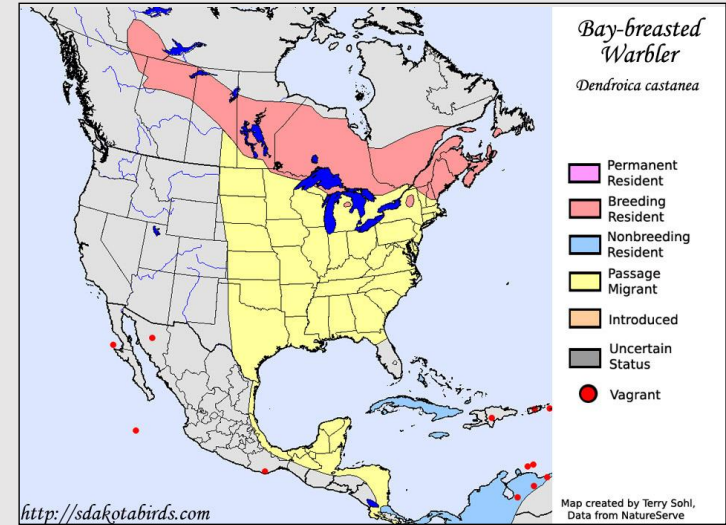 Bay-breasted
Warbler
Dendroica castanea
Permanent
Resident
Breeding
Resident
Nonbreeding
Resident
Passage
Migrant
Introduced
Uncertain
Status
Vagrant
Map created by Terry Sohl,
Data from NatureServe
http://sdakotabirds.com